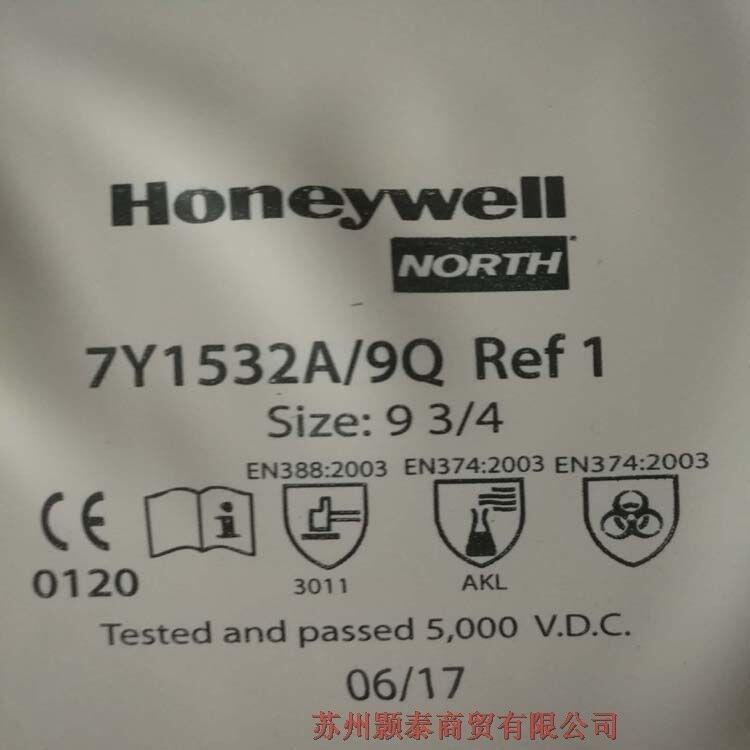 Honeywell
NORTH
7Y1532A/9Q Ref 1
Size: 9 3/4
EN388:2003 EN374:2003 EN374:2003
CE i
0120 3011 AKL
Tested and passed 5,000 V.D.C.
06/17
苏州颢泰商贸有限公司